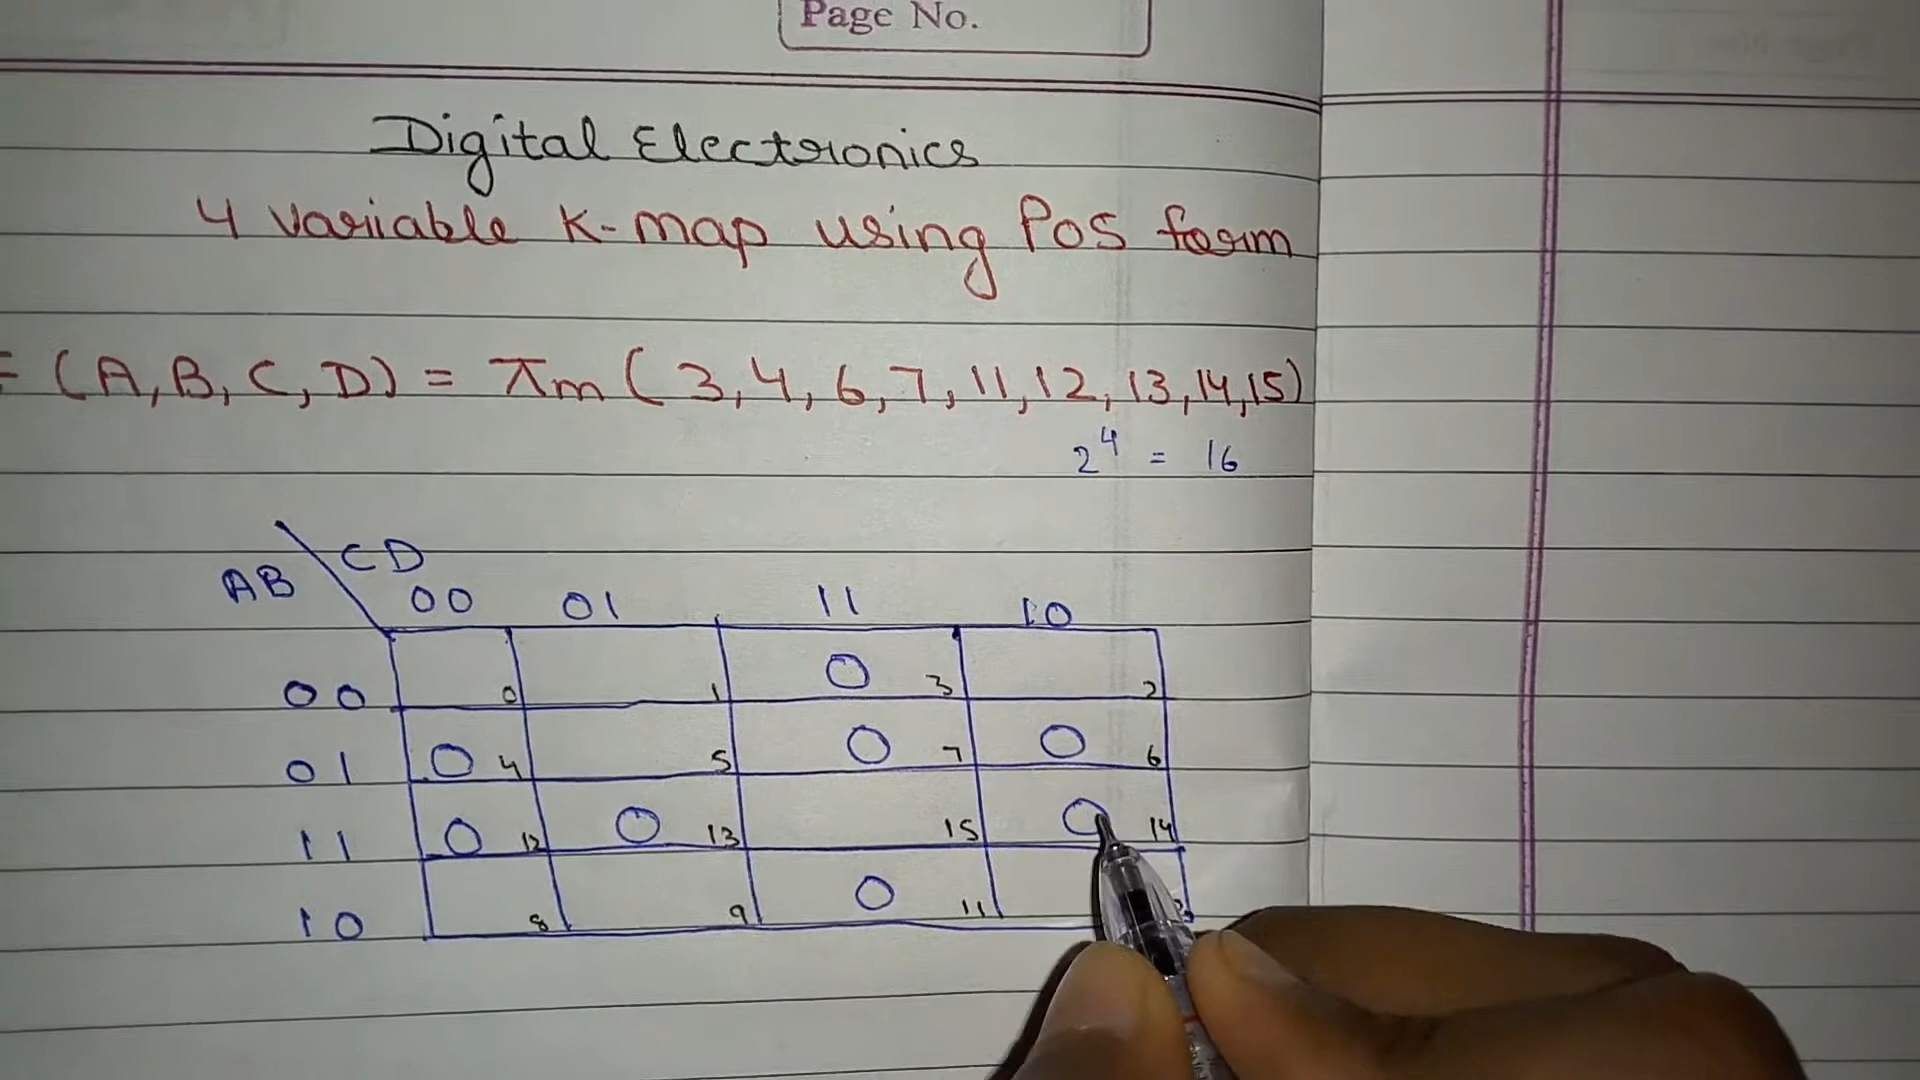 Page No.
Digital Electronics
4 variable K-map using POS form
(A, B, C, D) = πm (3, 4, 6, 7, 11, 12, 13, 14, 15)
2^4 = 16
AB \ CD
00 01 11 10
00 0 1 0 3 2
01 0 4 5 0 7 0 6
11 0 12 0 13 15 0 14
10 8 9 0 11